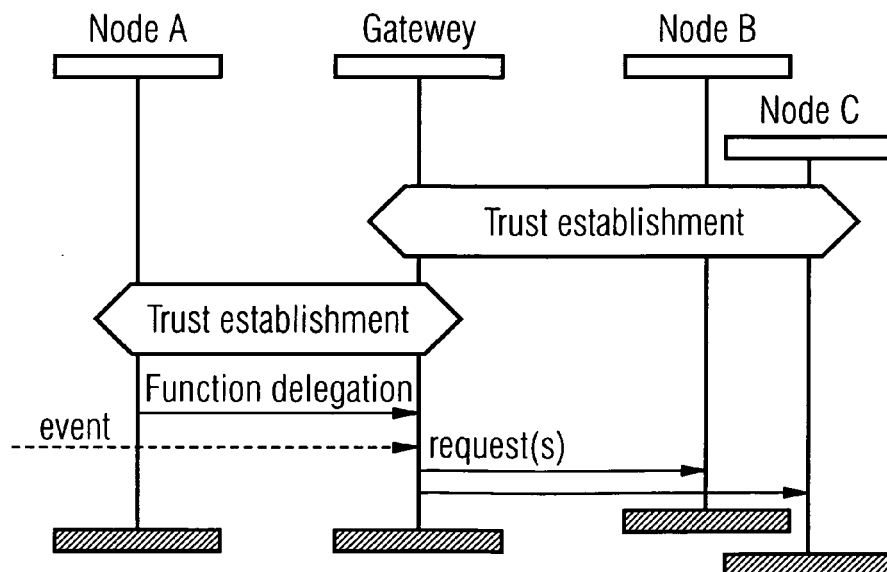 Node A
Gatewey
Node B
Node C
Trust establishment
Trust establishment
Function delegation
event
request(s)